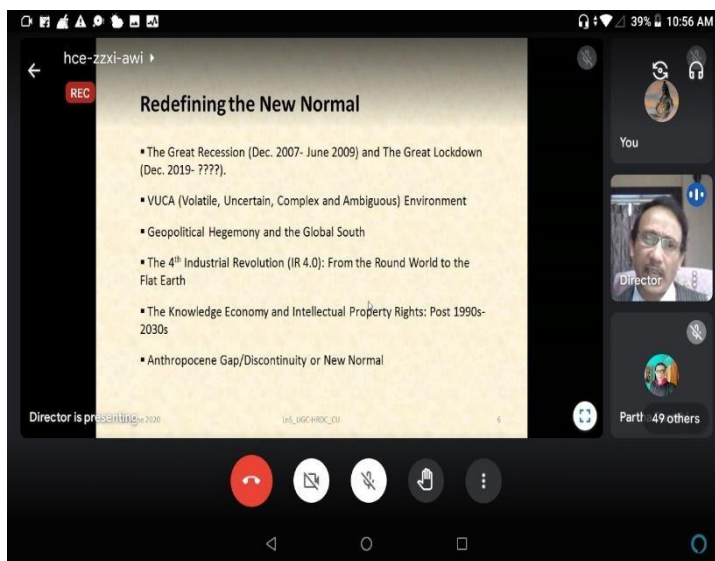 39% 10:56 AM
hce-zzxi-awi
REC
Redefining the New Normal
▪ The Great Recession (Dec. 2007- June 2009) and The Great Lockdown
(Dec. 2019- ????).
▪ VUCA (Volatile, Uncertain, Complex and Ambiguous) Environment
▪ Geopolitical Hegemony and the Global South
▪ The 4th Industrial Revolution (IR 4.0): From the Round World to the
Flat Earth
▪ The Knowledge Economy and Intellectual Property Rights: Post 1990s-
2030s
▪ Anthropocene Gap/Discontinuity or New Normal
Director is presenting
2020
LnS_UGC-HRDC_CU
6
You
Director
Parth
49 others